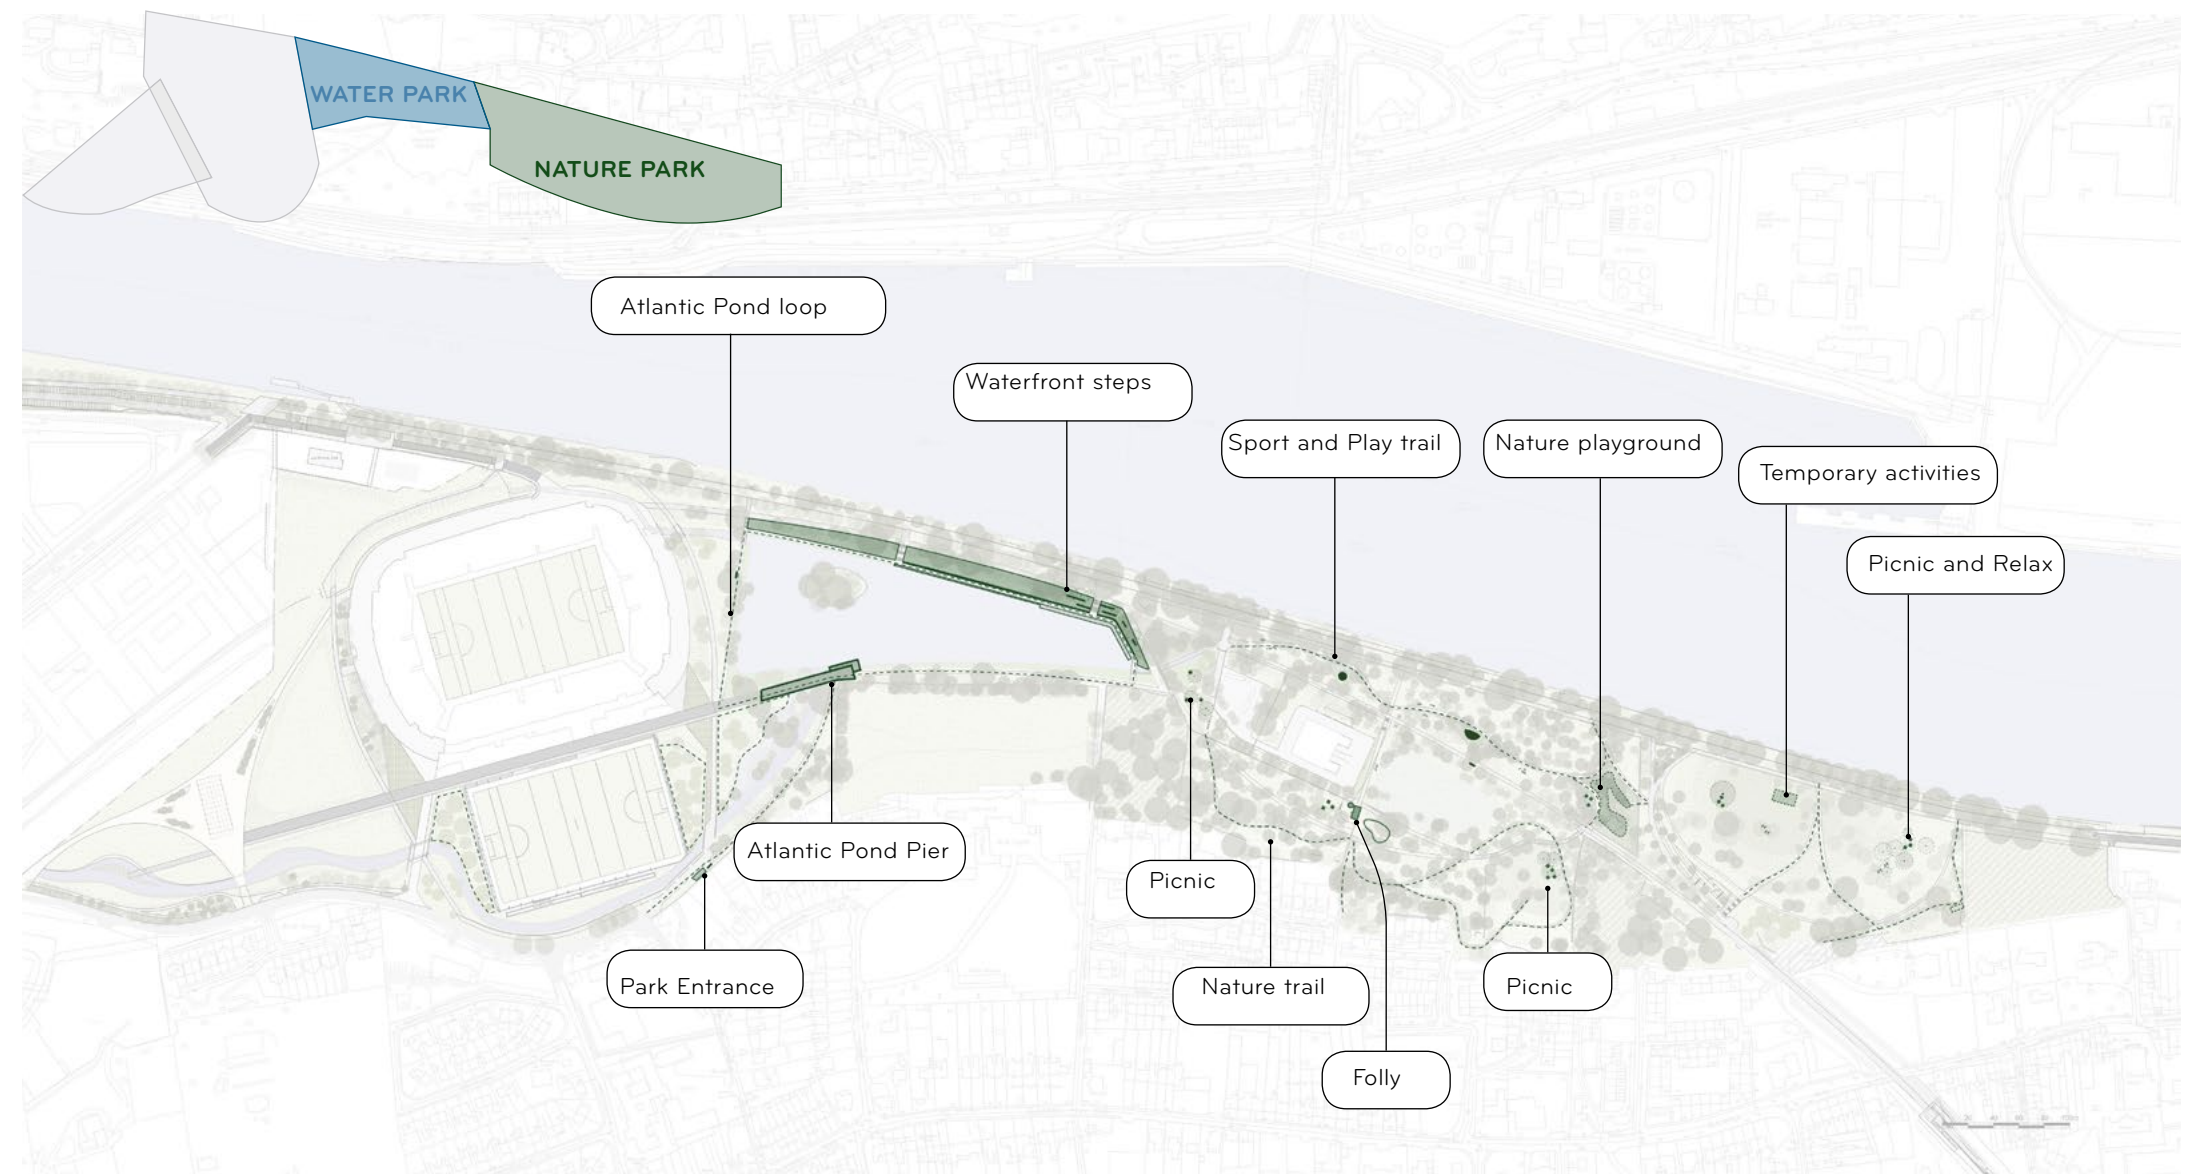 WATER PARK
NATURE PARK
Atlantic Pond loop
Waterfront steps
Sport and Play trail
Nature playground
Temporary activities
Picnic and Relax
Atlantic Pond Pier
Picnic
Park Entrance
Nature trail
Picnic
Folly